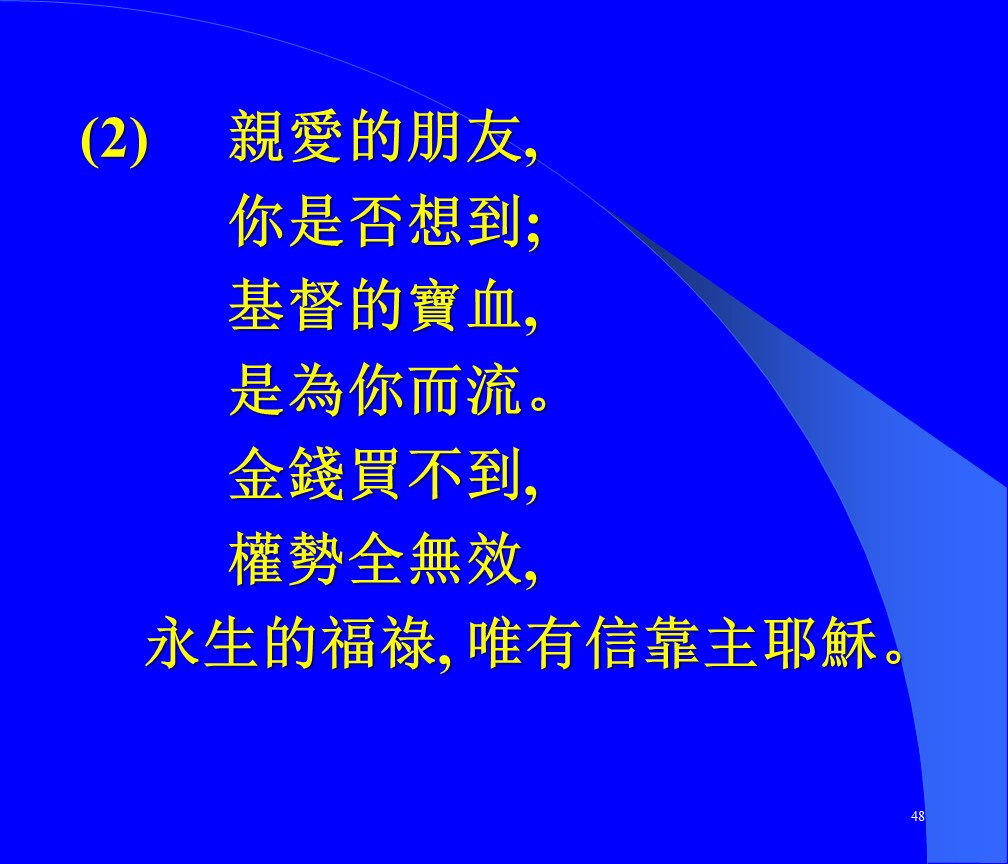 (2) 親愛的朋友,
你是否想到;
基督的寶血,
是為你而流。
金錢買不到,
權勢全無效,
永生的福祿, 唯有信靠主耶穌。
48